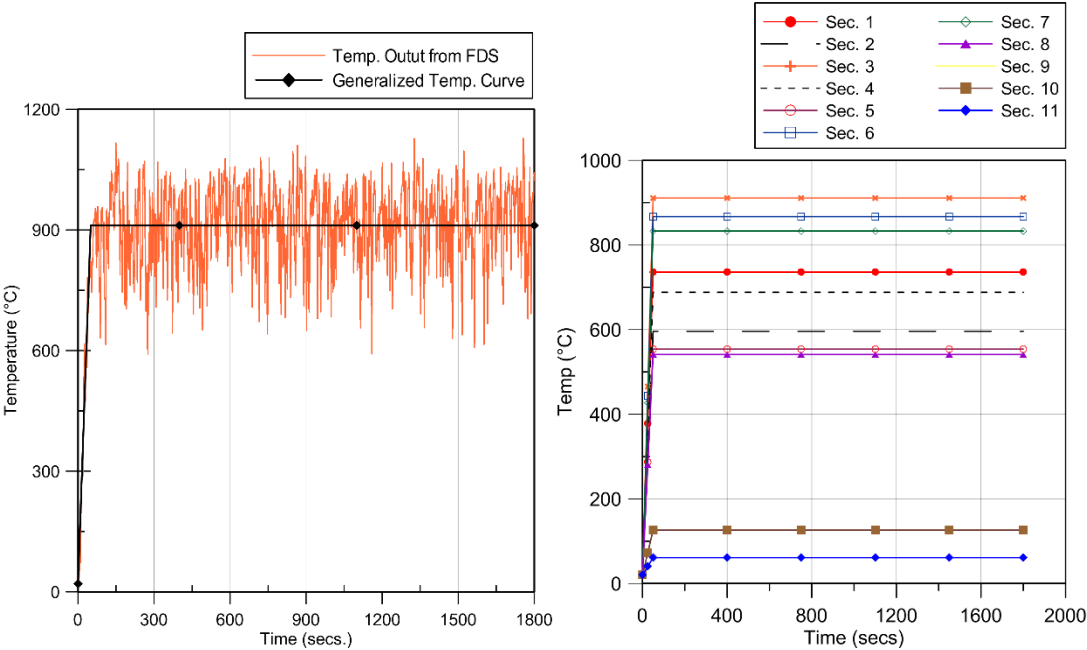 Temp. Outut from FDS
Generalized Temp. Curve
1200
900
600
300
0
Temperature (°C)
0 300 600 900 1200 1500 1800
Time (secs.)
Sec. 1
Sec. 2
Sec. 3
Sec. 4
Sec. 5
Sec. 6
Sec. 7
Sec. 8
Sec. 9
Sec. 10
Sec. 11
1000
800
600
400
200
0
Temp (°C)
0 400 800 1200 1600 2000
Time (secs)